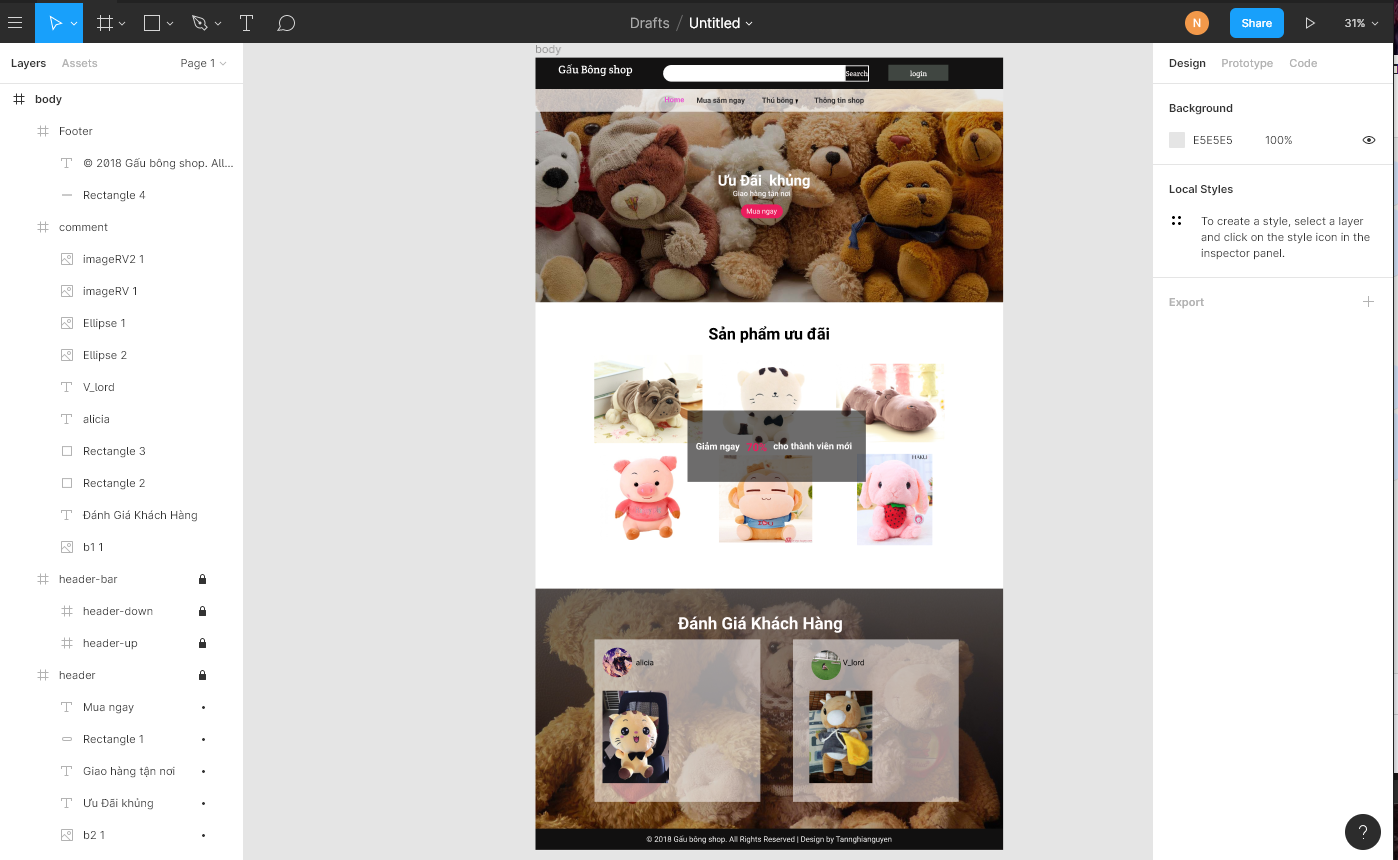 Drafts / Untitled
N
Share
31%
Layers
Assets
Page 1
body
Footer
© 2018 Gấu bông shop. All...
Rectangle 4
comment
imageRV2 1
imageRV 1
Ellipse 1
Ellipse 2
V_lord
alicia
Rectangle 3
Rectangle 2
Đánh Giá Khách Hàng
b1 1
header-bar
header-down
header-up
header
Mua ngay
Rectangle 1
Giao hàng tận nơi
Ưu Đãi khủng
b2 1
body
Gấu Bông shop
Search
login
Home
Mua sắm ngay
Thú bông
Thông tin shop
Ưu Đãi khủng
Giao hàng tận nơi
Mua ngay
Sản phẩm ưu đãi
Giảm ngay
cho thành viên mới
Đánh Giá Khách Hàng
alicia
V_lord
© 2018 Gấu bông shop. All Rights Reserved | Design by Tannghianguyen
Design
Prototype
Code
Background
E5E5E5
100%
Local Styles
To create a style, select a layer
and click on the style icon in the
inspector panel.
Export
?